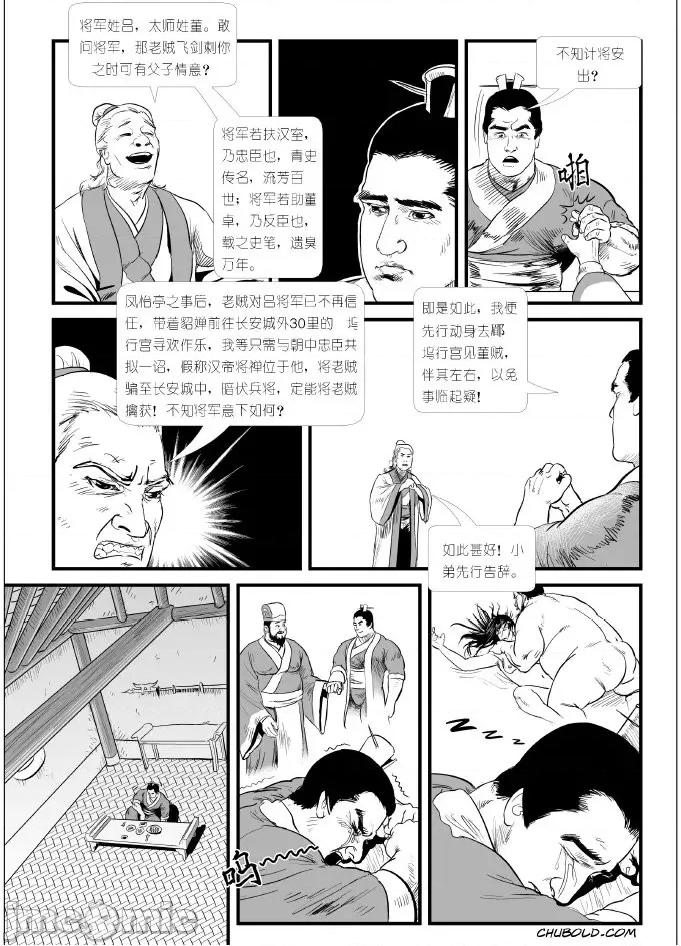 将军姓吕，太师姓董。敢
问将军，那老贼飞剑刺你
之时可有父子情意？
将军若扶汉室，
乃忠臣也，青史
传名，流芳百
世；将军若助董
卓，乃反臣也，
载之史笔，遗臭
万年。
不知计将安
出？
啪
凤怡亭之事后，老贼对吕将军已不再信
任，带着貂婵前往长安城外30里的 坞
行宫寻欢作乐，我等只需与朝中忠臣共
拟一诏，假称汉帝将禅位于他，将老贼
骗至长安城中，暗伏兵将，定能将老贼
擒获！不知将军意下如何？
即是如此，我便
先行动身去郿
坞行宫见董贼，
伴其左右，以免
事临起疑！
如此甚好！小
弟先行告辞。
呜
ZZZ
jmcomic
CHUBOLD.COM